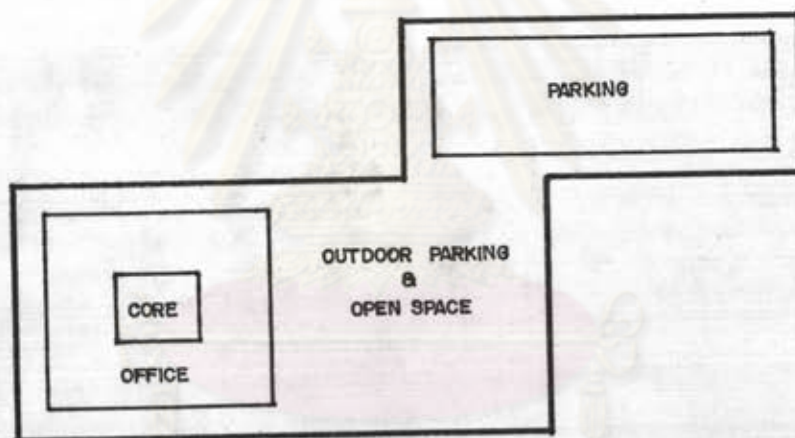 PARKING
OUTDOOR PARKING
&
OPEN SPACE
CORE
OFFICE